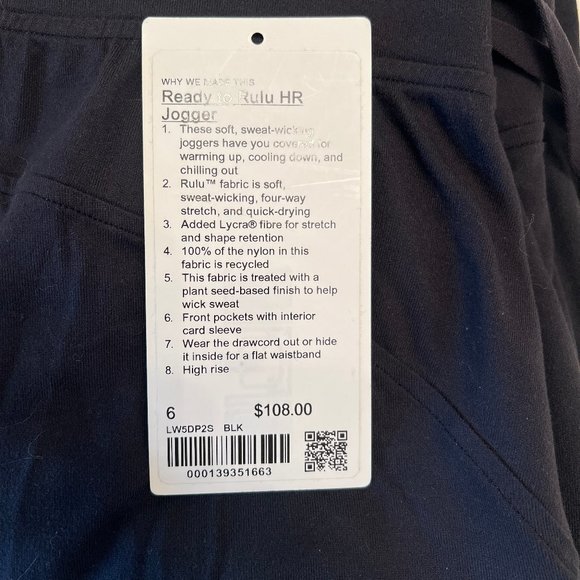 WHY WE MADE THIS
Ready to Rulu HR
Jogger
1. These soft, sweat-wicking
joggers have you covered for
warming up, cooling down, and
chilling out
2. Rulu™ fabric is soft,
sweat-wicking, four-way
stretch, and quick-drying
3. Added Lycra® fibre for stretch
and shape retention
4. 100% of the nylon in this
fabric is recycled
5. This fabric is treated with a
plant seed-based finish to help
wick sweat
6. Front pockets with interior
card sleeve
7. Wear the drawcord out or hide
it inside for a flat waistband
8. High rise
6 $108.00
LW5DP2S BLK
000139351663